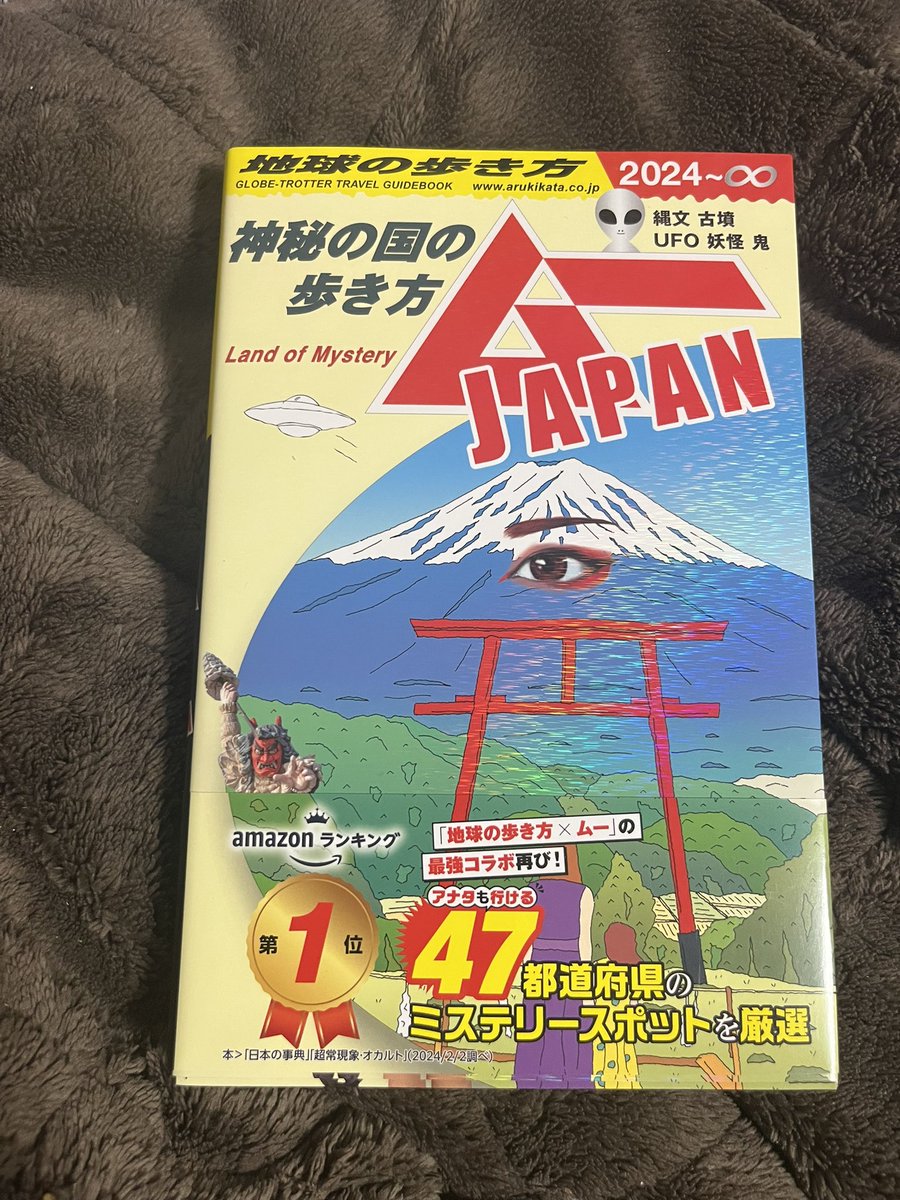 地球の歩き方
GLOBE-TROTTER TRAVEL GUIDEBOOK www.arukikata.co.jp
2024~∞
縄文 古墳
UFO 妖怪 鬼
神秘の国の
歩き方
ムー
JAPAN
Land of Mystery
amazon ランキング
第1位
「地球の歩き方×ムー」の
最強コラボ再び!
アナタも行ける
47都道府県の
ミステリースポットを厳選
本>「日本の事典」「超常現象・オカルト」(2024/2/2調べ)